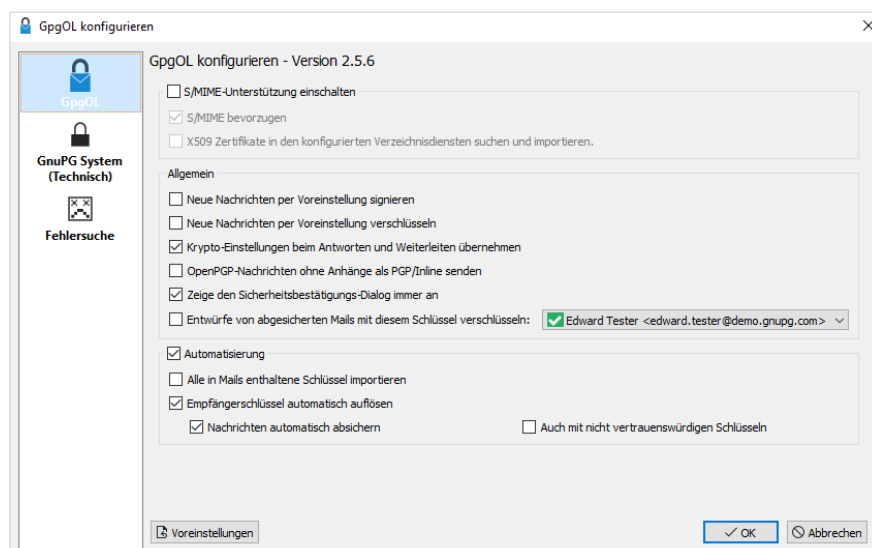 GpgOL konfigurieren
GpgOL
GnuPG System
(Technisch)
Fehlersuche
GpgOL konfigurieren - Version 2.5.6
S/MIME-Unterstützung einschalten
S/MIME bevorzugen
X509 Zertifikate in den konfigurierten Verzeichnisdiensten suchen und importieren.
Allgemein
Neue Nachrichten per Voreinstellung signieren
Neue Nachrichten per Voreinstellung verschlüsseln
Krypto-Einstellungen beim Antworten und Weiterleiten übernehmen
OpenPGP-Nachrichten ohne Anhänge als PGP/Inline senden
Zeige den Sicherheitsbestätigungs-Dialog immer an
Entwürfe von abgesicherten Mails mit diesem Schlüssel verschlüsseln: Edward Tester <edward.tester@demo.gnupg.com>
Automatisierung
Alle in Mails enthaltene Schlüssel importieren
Empfängerschlüssel automatisch auflösen
Nachrichten automatisch absichern Auch mit nicht vertrauenswürdigen Schlüsseln
Voreinstellungen OK Abbrechen